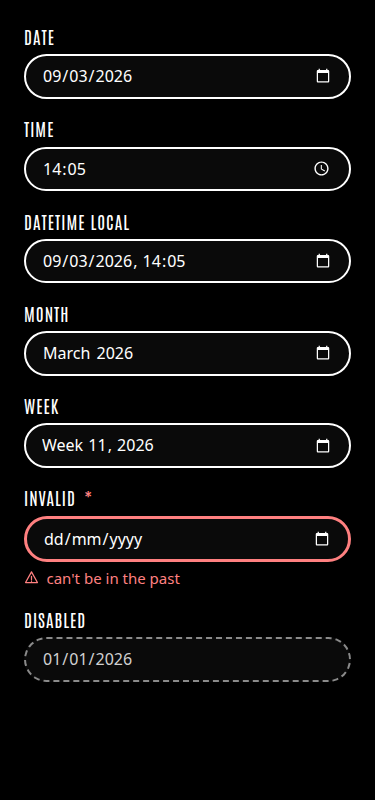 DATE
09/03/2026
TIME
14:05
DATETIME LOCAL
09/03/2026, 14:05
MONTH
March 2026
WEEK
Week 11, 2026
INVALID *
dd/mm/yyyy
can't be in the past
DISABLED
01/01/2026